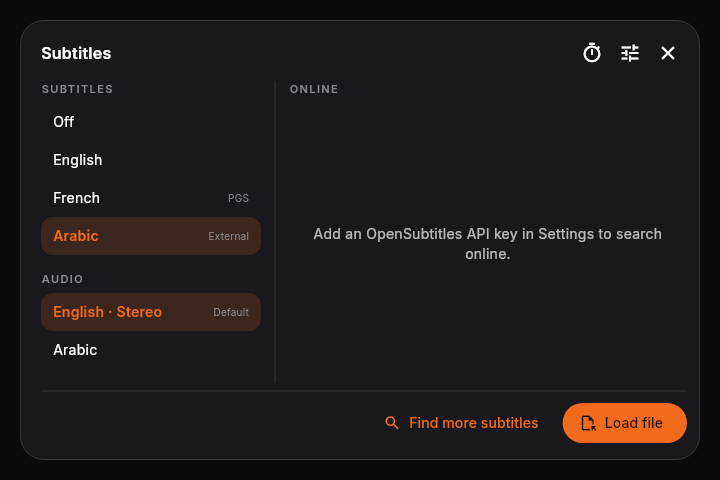 Subtitles
SUBTITLES
Off
English
French PGS
Arabic External
AUDIO
English · Stereo Default
Arabic
ONLINE
Add an OpenSubtitles API key in Settings to search
online.
Find more subtitles
Load file